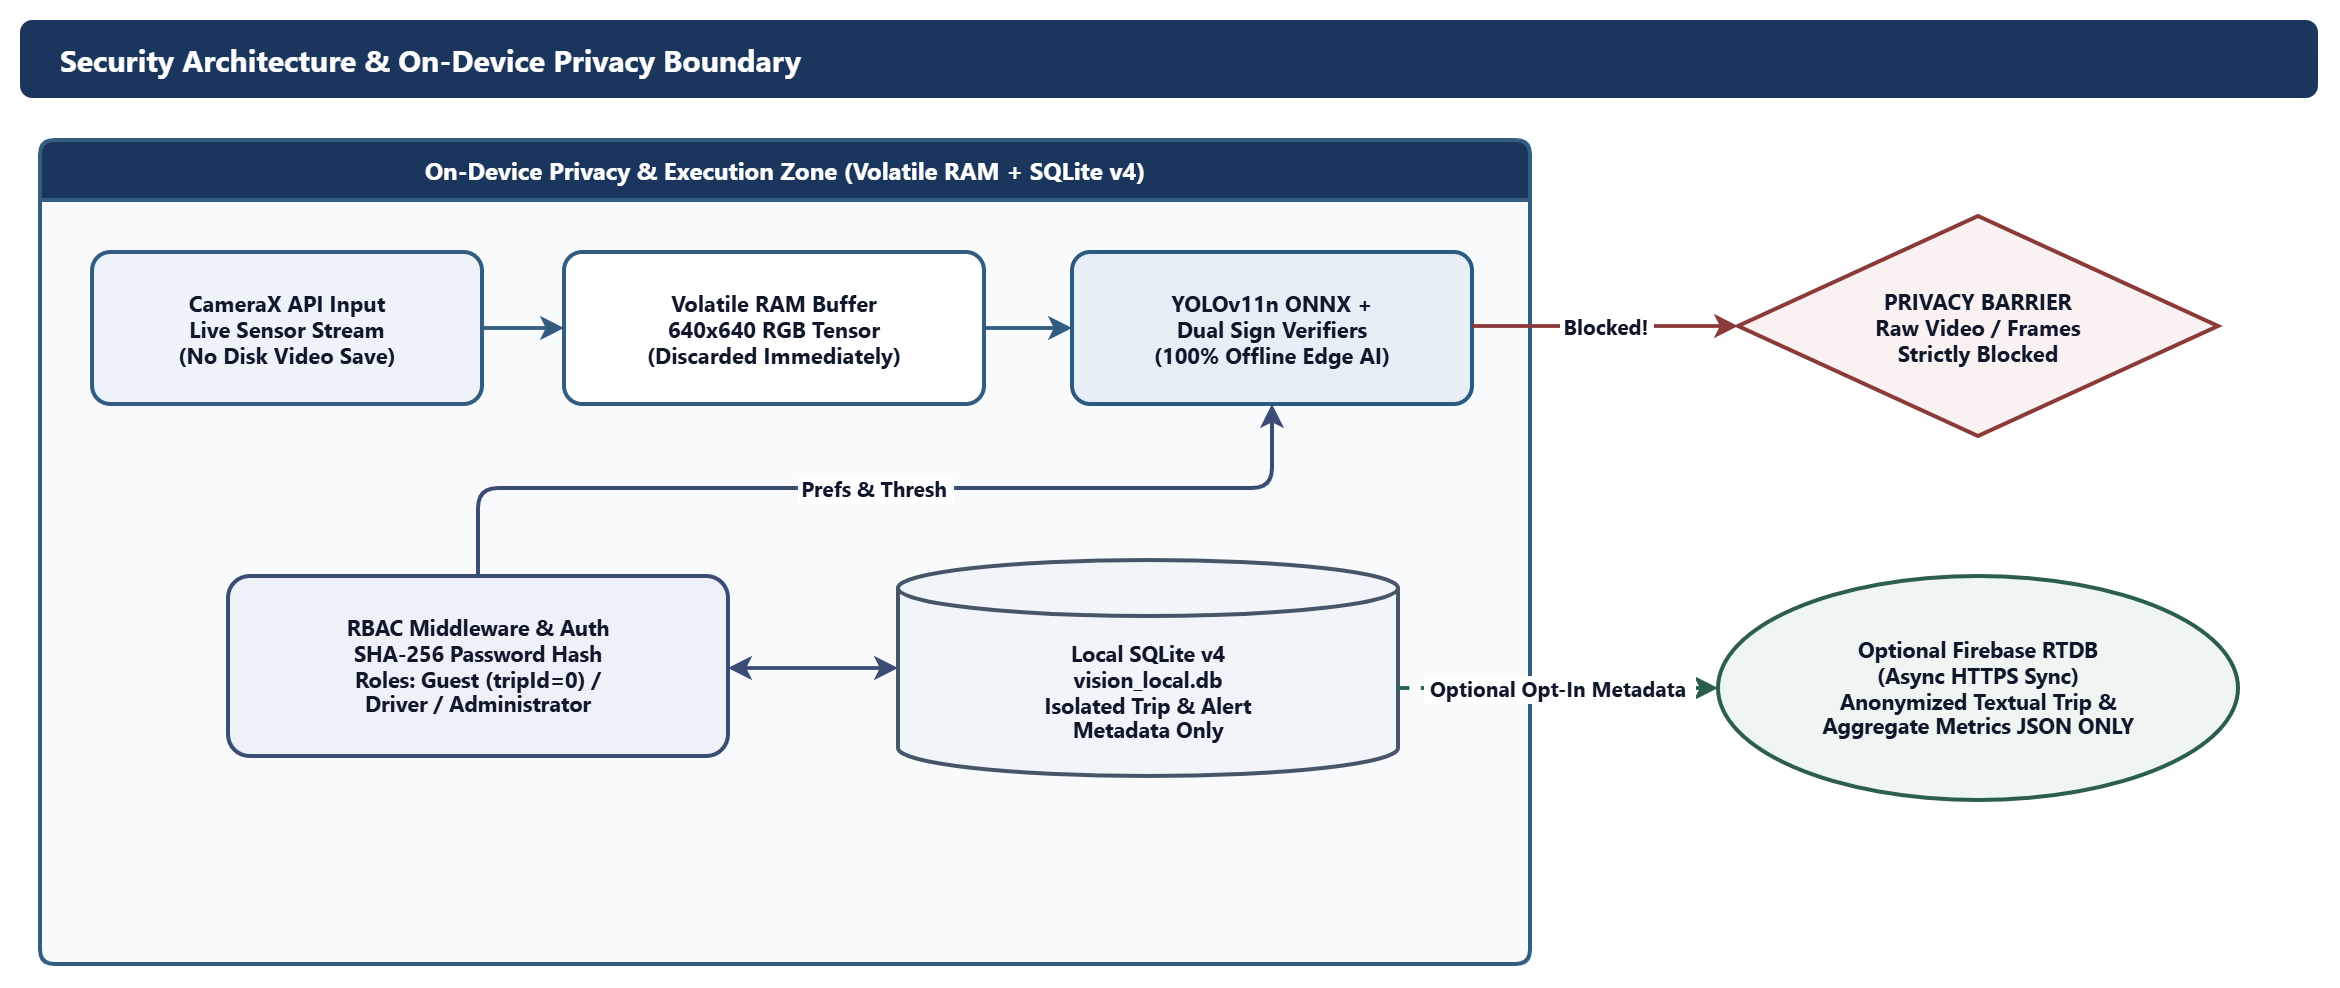 Security Architecture & On-Device Privacy Boundary
On-Device Privacy & Execution Zone (Volatile RAM + SQLite v4)
CameraX API Input
Live Sensor Stream
(No Disk Video Save)
Volatile RAM Buffer
640x640 RGB Tensor
(Discarded Immediately)
YOLOv11n ONNX +
Dual Sign Verifiers
(100% Offline Edge AI)
Blocked!
PRIVACY BARRIER
Raw Video / Frames
Strictly Blocked
Prefs & Thresh
RBAC Middleware & Auth
SHA-256 Password Hash
Roles: Guest (tripId=0) /
Driver / Administrator
Local SQLite v4
vision_local.db
Isolated Trip & Alert
Metadata Only
Optional Opt-In Metadata
Optional Firebase RTDB
(Async HTTPS Sync)
Anonymized Textual Trip &
Aggregate Metrics JSON ONLY